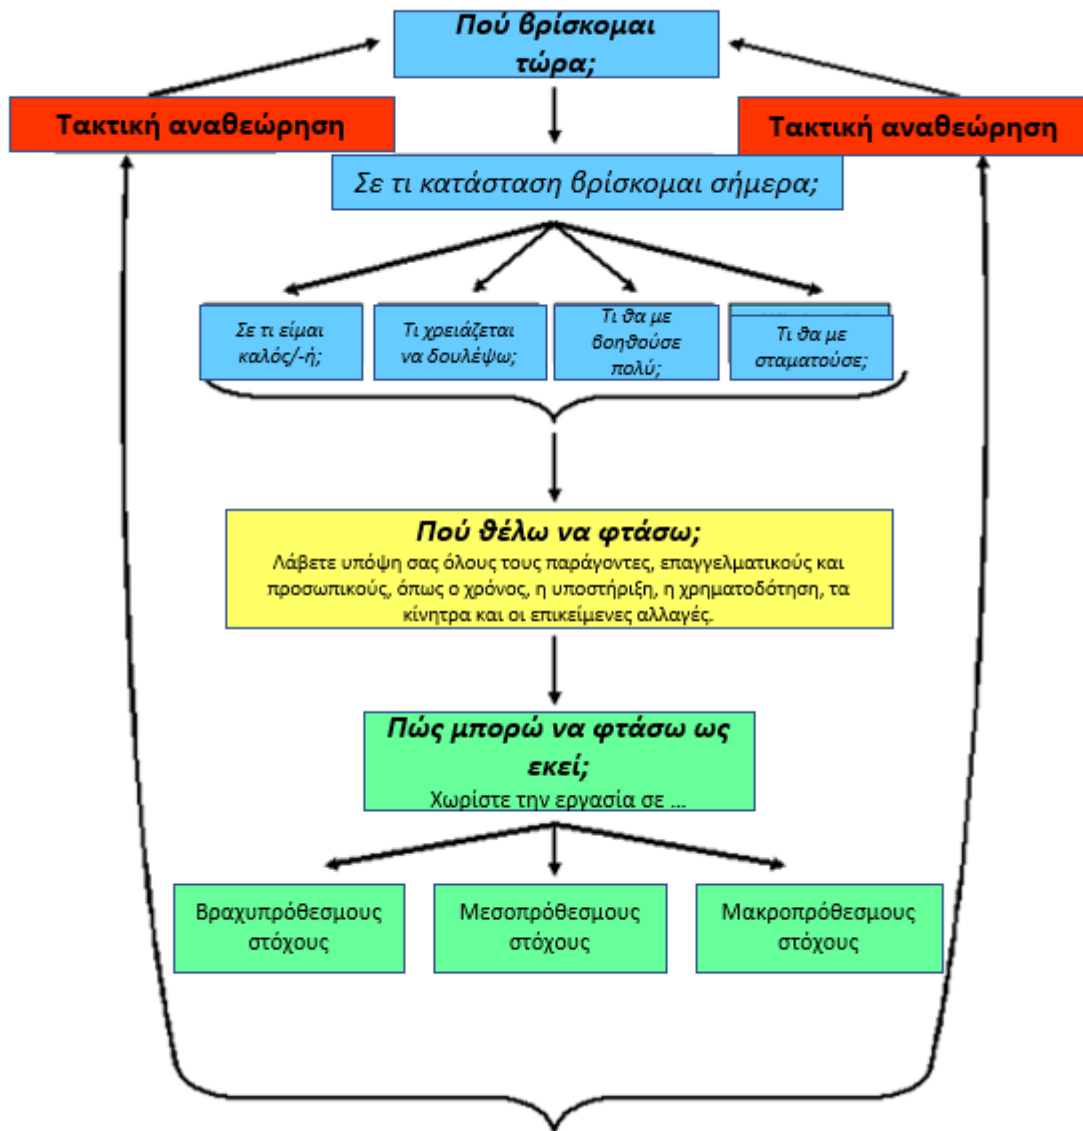 Πού βρίσκομαι
τώρα;
Τακτική αναθεώρηση
Τακτική αναθεώρηση
Σε τι κατάσταση βρίσκομαι σήμερα;
Σε τι είμαι
καλός/-ή;
Τι χρειάζεται
να δουλέψω;
Τι θα με
βοηθούσε
πολύ;
Τι θα με
σταματούσε;
Πού θέλω να φτάσω;
Λάβετε υπόψη σας όλους τους παράγοντες, επαγγελματικούς και
προσωπικούς, όπως ο χρόνος, η υποστήριξη, η χρηματοδότηση, τα
κίνητρα και οι επικείμενες αλλαγές.
Πώς μπορώ να φτάσω ως
εκεί;
Χωρίστε την εργασία σε ...
Βραχυπρόθεσμους
στόχους
Μεσοπρόθεσμους
στόχους
Μακροπρόθεσμους
στόχους